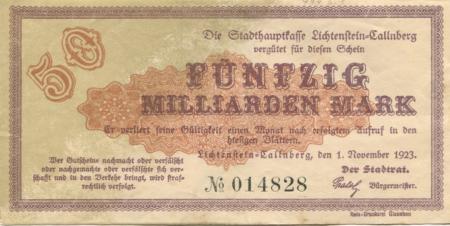 50
Die Stadthauptkasse Lichtenstein-Callnberg
vergütet für diesen Schein
FÜNFZIG
MILLIARDEN MARK
Er verliert seine Gültigkeit einen Monat nach erfolgtem Aufruf in den
hiesigen Blättern.
Lichtenstein-Callnberg, den 1. November 1923.
Wer Gutscheine nachmacht oder verfälscht
oder nachgemachte oder verfälschte sich ver-
schafft und in den Verkehr bringt, wird straf-
rechtlich verfolgt.
№ 014828
Der Stadtrat.
Bürgermeister.
Glauchau